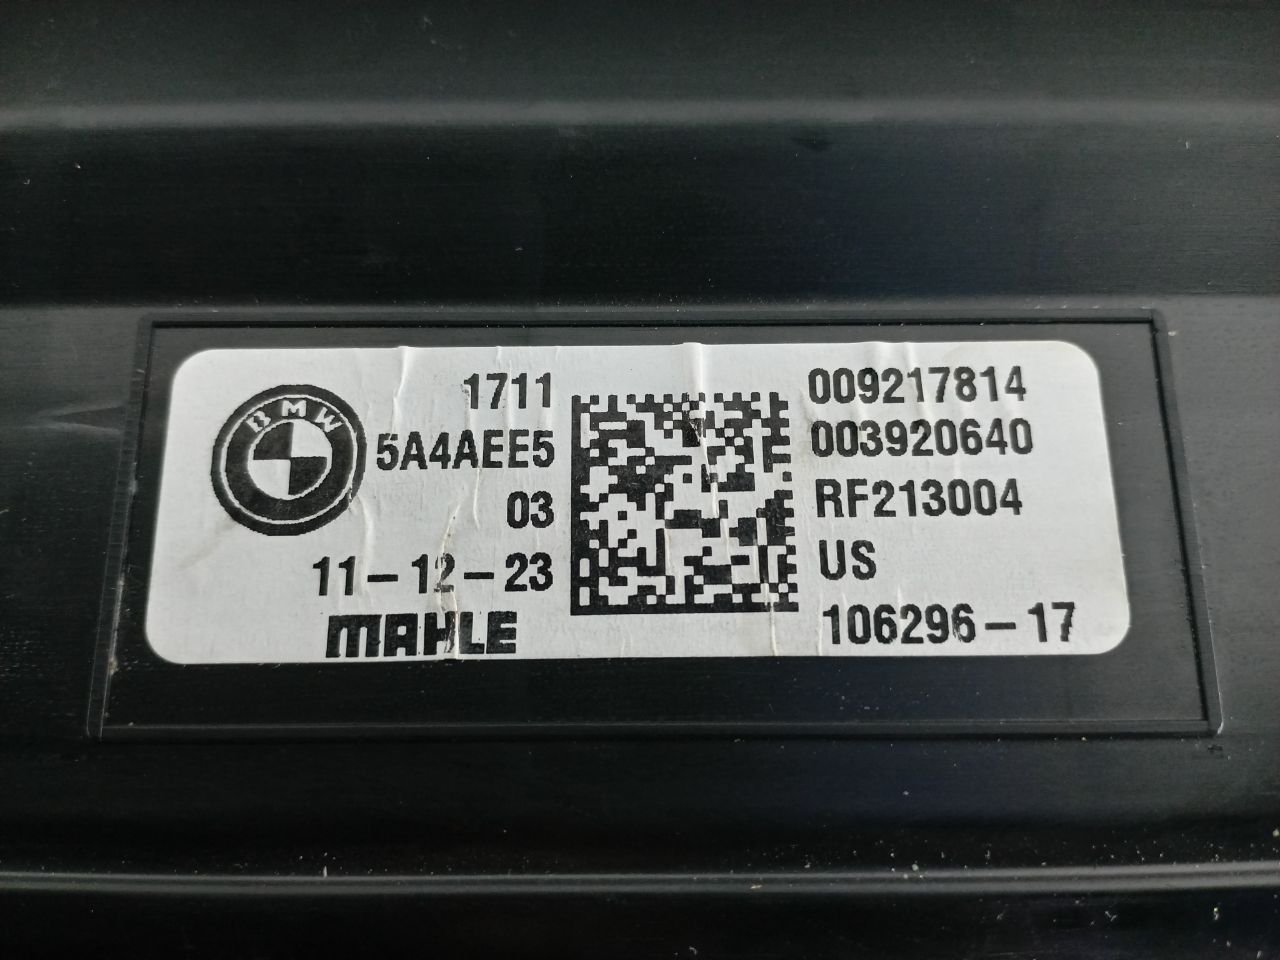 BMW
1711
5A4AEE5
03
11-12-23
MAHLE
009217814
003920640
RF213004
US
106296-17